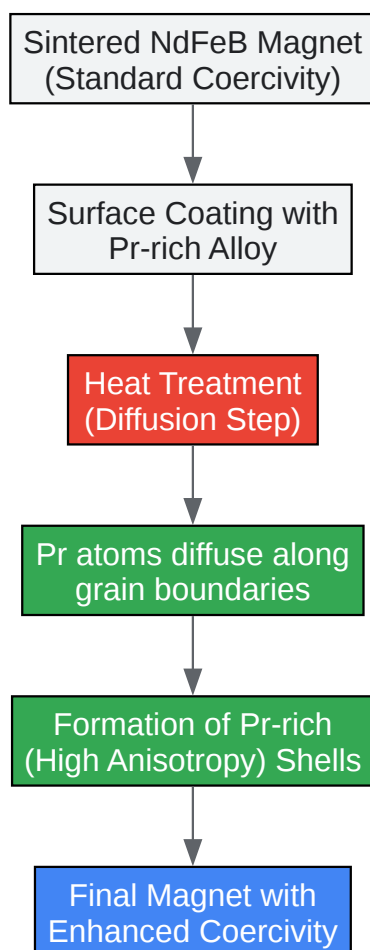 Sintered NdFeB Magnet
(Standard Coercivity)
Surface Coating with
Pr-rich Alloy
Heat Treatment
(Diffusion Step)
Pr atoms diffuse along
grain boundaries
Formation of Pr-rich
(High Anisotropy) Shells
Final Magnet with
Enhanced Coercivity